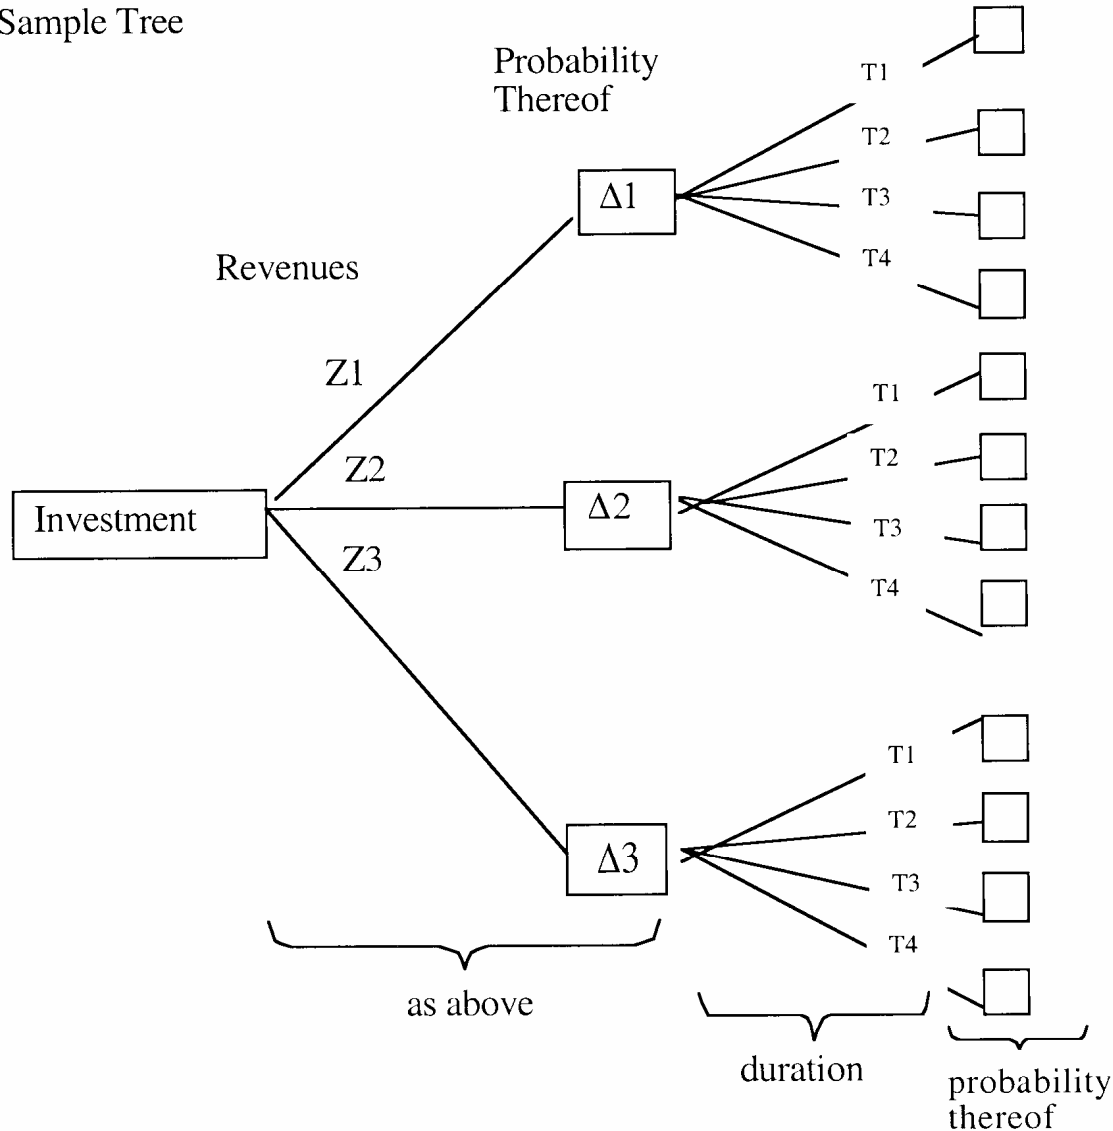 Sample Tree
Probability
Thereof
T1
T2
Δ1
T3
T4
Revenues
Z1
T1
Z2
T2
Investment
Δ2
T3
Z3
T4
T1
T2
Δ3
T3
T4
as above
duration
probability
thereof